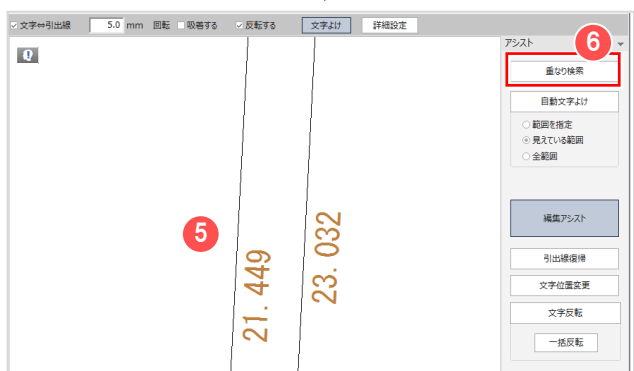 文字⇔引出線 5.0 mm 回転 吸着する 反転する 文字よけ 詳細設定
アシスト
6
重なり検索
自動文字よけ
範囲を指定
見えている範囲
全範囲
5
21. 449
23. 032
編集アシスト
引出線復帰
文字位置変更
文字反転
一括反転